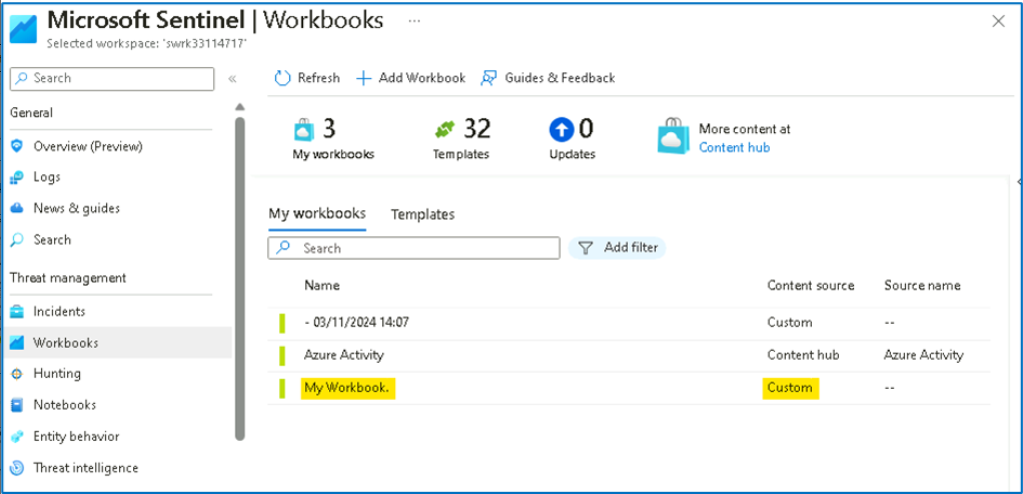 Microsoft Sentinel | Workbooks ...
Selected workspace: 'swrk33114717'
Search
«
Refresh
Add Workbook
Guides & Feedback
General
Overview (Preview)
Logs
News & guides
Search
Threat management
Incidents
Workbooks
Hunting
Notebooks
Entity behavior
Threat intelligence
3
My workbooks
32
Templates
0
Updates
More content at
Content hub
My workbooks Templates
Search
Add filter
Name Content source Source name
- 03/11/2024 14:07 Custom --
Azure Activity Content hub Azure Activity
My Workbook. Custom --